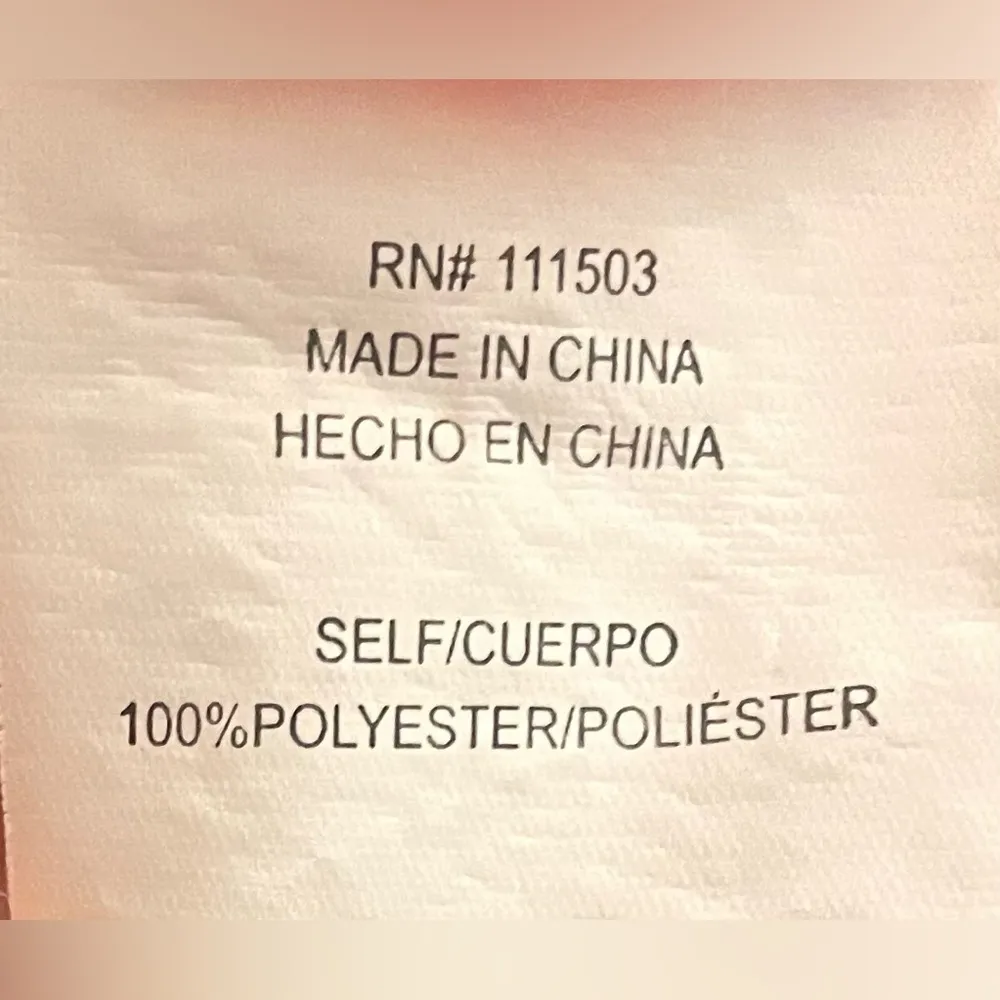 RN# 111503
MADE IN CHINA
HECHO EN CHINA
SELF/CUERPO
100%POLYESTER/POLIÉSTER